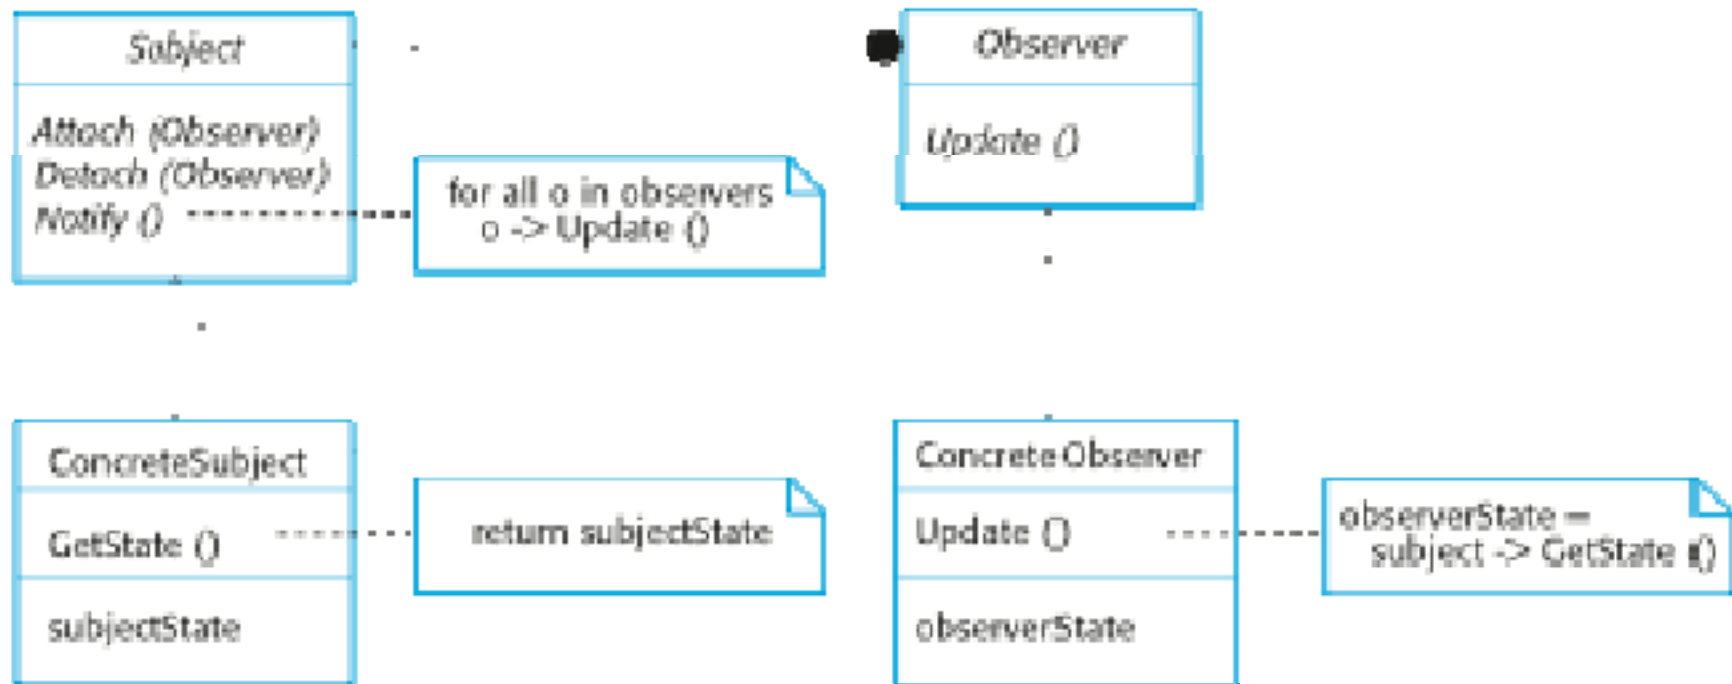 Subject
Attach (Observer)
Detach (Observer)
Notify ()
for all o in observers
o -> Update ()
Observer
Update ()
ConcreteSubject
GetState ()
subjectState
return subjectState
ConcreteObserver
Update ()
observerState
observerState =
subject -> GetState ()